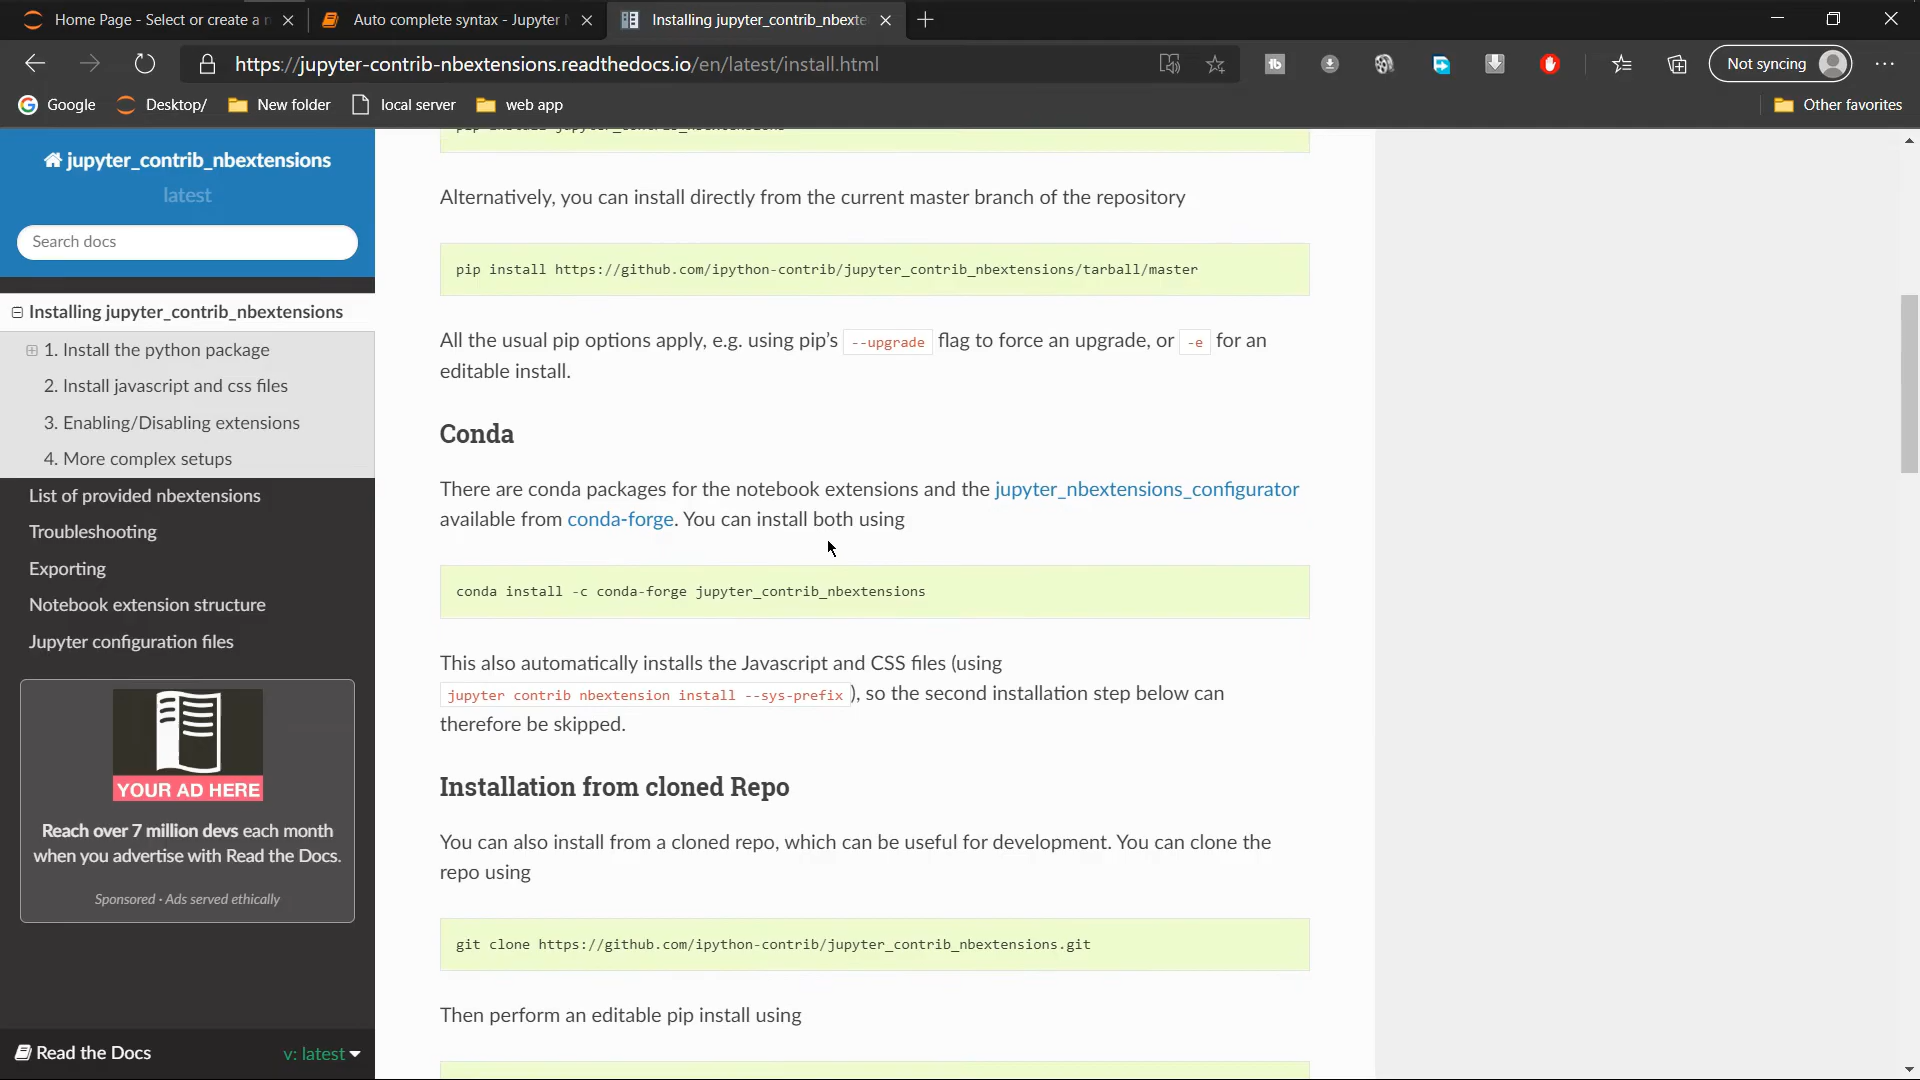 Home Page - Select or create a n
Auto complete syntax - Jupyter
Installing jupyter_contrib_nbexte
https://jupyter-contrib-nbextensions.readthedocs.io/en/latest/install.html
Not syncing
Google
Desktop/
New folder
local server
web app
Other favorites
jupyter_contrib_nbextensions
latest
Search docs
Installing jupyter_contrib_nbextensions
1. Install the python package
2. Install javascript and css files
3. Enabling/Disabling extensions
4. More complex setups
List of provided nbextensions
Troubleshooting
Exporting
Notebook extension structure
Jupyter configuration files
YOUR AD HERE
Reach over 7 million devs each month
when you advertise with Read the Docs.
Sponsored · Ads served ethically
Read the Docs
v: latest
Alternatively, you can install directly from the current master branch of the repository
pip install https://github.com/ipython-contrib/jupyter_contrib_nbextensions/tarball/master
All the usual pip options apply, e.g. using pip's --upgrade flag to force an upgrade, or -e for an
editable install.
Conda
There are conda packages for the notebook extensions and the jupyter_nbextensions_configurator
available from conda-forge. You can install both using
conda install -c conda-forge jupyter_contrib_nbextensions
This also automatically installs the Javascript and CSS files (using
jupyter contrib nbextension install --sys-prefix ), so the second installation step below can
therefore be skipped.
Installation from cloned Repo
You can also install from a cloned repo, which can be useful for development. You can clone the
repo using
git clone https://github.com/ipython-contrib/jupyter_contrib_nbextensions.git
Then perform an editable pip install using